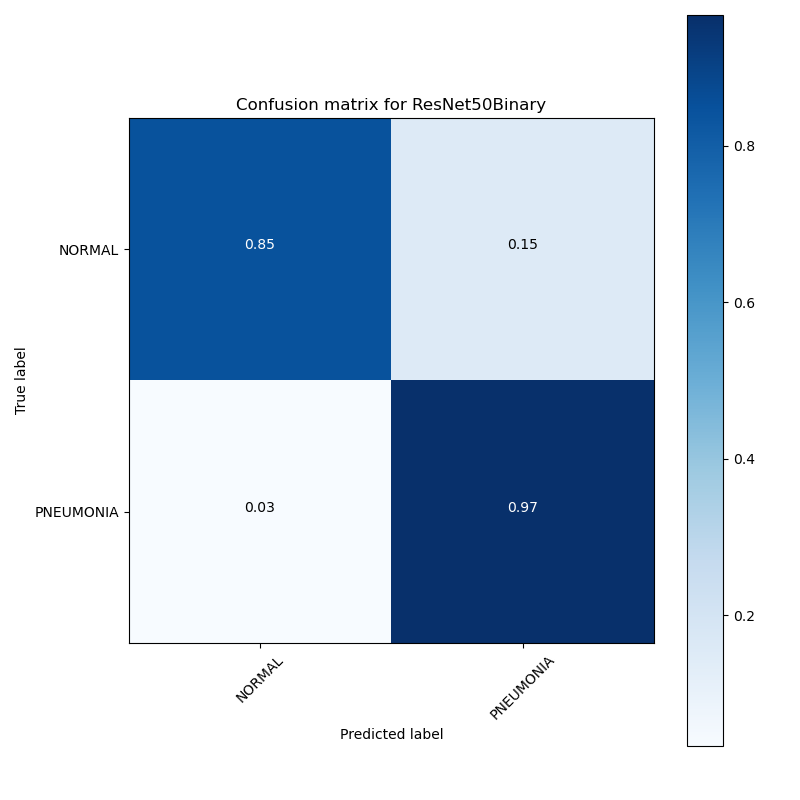 Confusion matrix for ResNet50Binary
True label
NORMAL
0.85
0.15
PNEUMONIA
0.03
0.97
NORMAL
PNEUMONIA
Predicted label
0.8
0.6
0.4
0.2